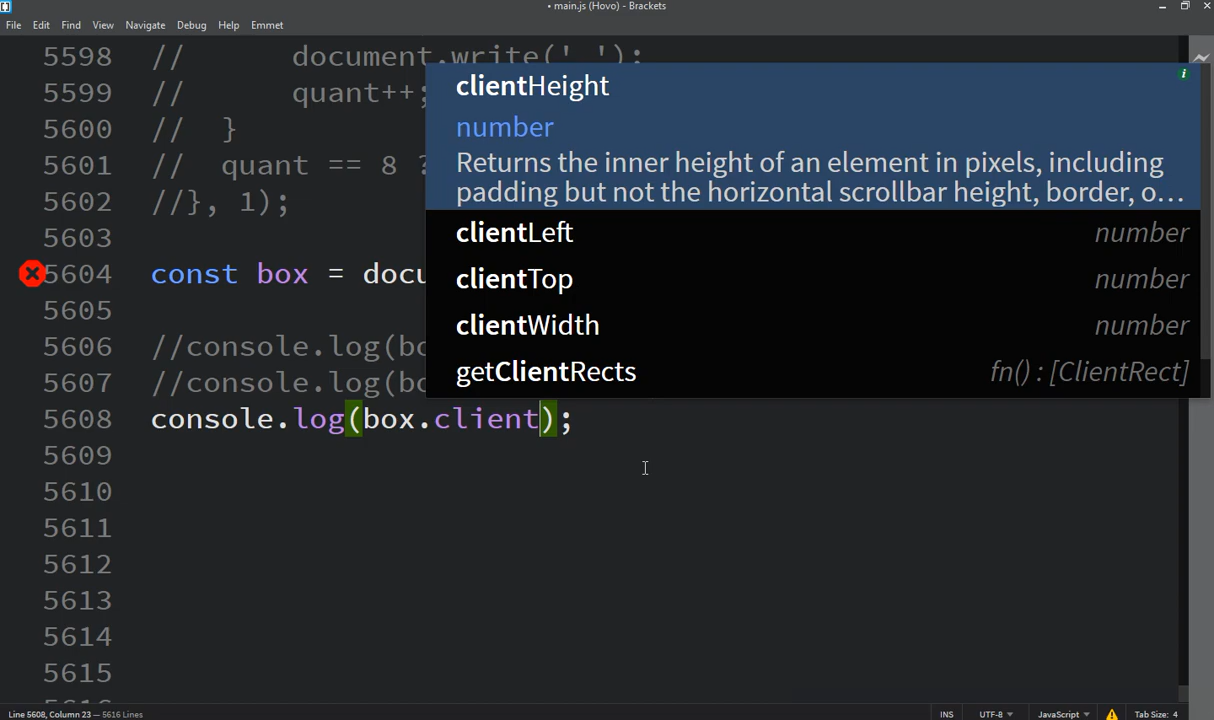 • main.js (Hovo) - Brackets
File Edit Find View Navigate Debug Help Emmet
5598 // document.write(' ');
5599 // quant++;
5600 // }
5601 // quant == 8 ?
5602 //}, 1);
5603
5604 const box = docu
5605
5606 //console.log(bo
5607 //console.log(bo
5608 console.log(box.client);
5609
5610
5611
5612
5613
5614
5615
clientHeight
number
Returns the inner height of an element in pixels, including
padding but not the horizontal scrollbar height, border, o...
clientLeft number
clientTop number
clientWidth number
getClientRects fn() : [ClientRect]
Line 5608, Column 23 — 5616 Lines INS UTF-8 JavaScript Tab Size: 4